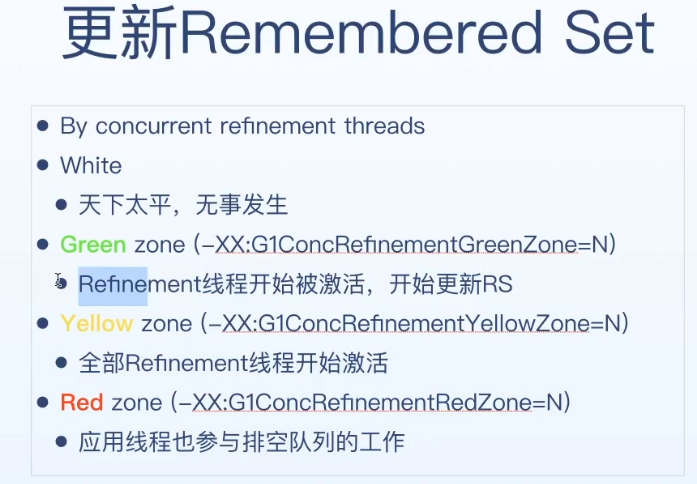 更新Remembered Set
By concurrent refinement threads
White
天下太平，无事发生
Green zone (-XX:G1ConcRefinementGreenZone=N)
Refinement线程开始被激活，开始更新RS
Yellow zone (-XX:G1ConcRefinementYellowZone=N)
全部Refinement线程开始激活
Red zone (-XX:G1ConcRefinementRedZone=N)
应用线程也参与排空队列的工作